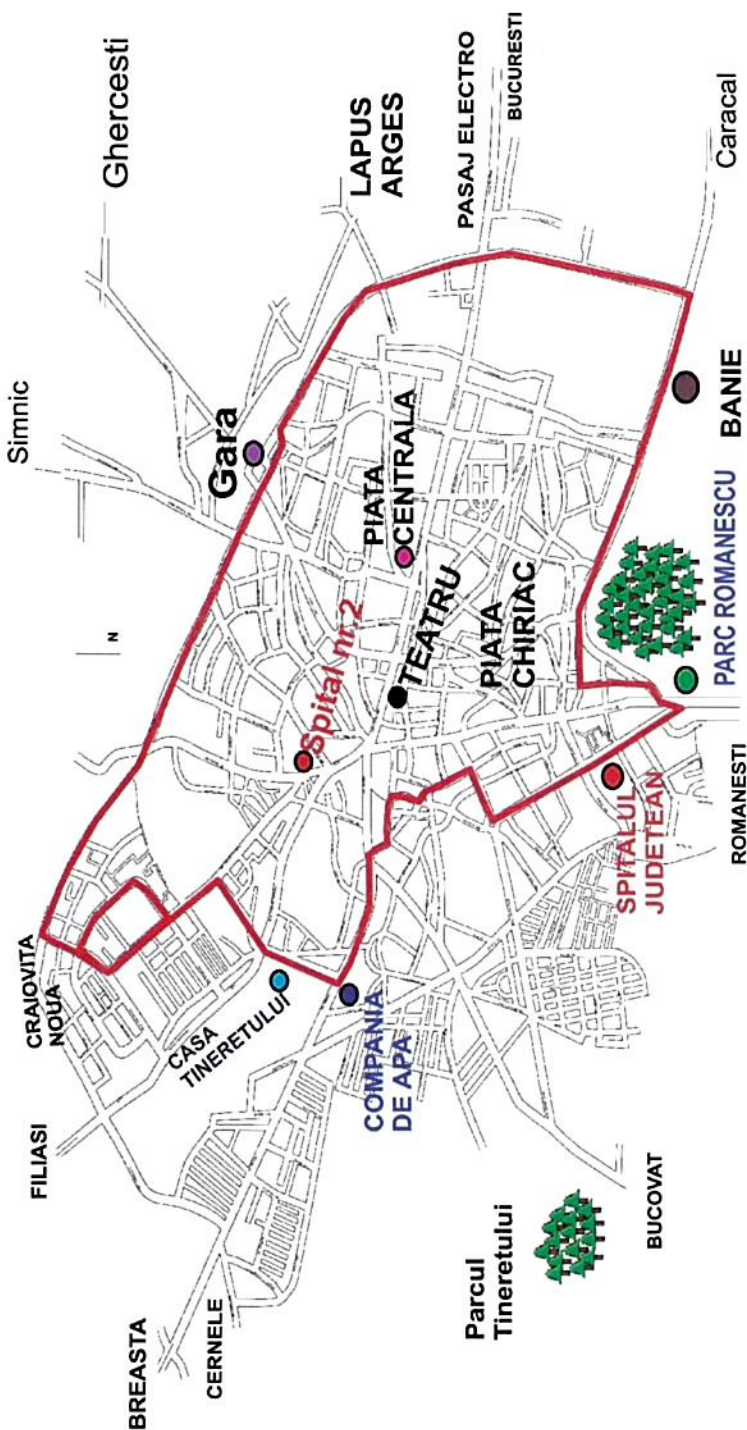 Simnic
FILIASI
CRAIOVITA
NOUA
N
Ghercesti
BREASTA
CASA
TINERETULUI
CERNELE
Gara
Spital nr.2
LAPUS
ARGES
COMPANIA
DE APA
PIATA
CENTRALA
TEATRU
PASAJ ELECTRO
BUCURESTI
Parcul
Tineretului
PIATA
CHIRIAC
SPITALUL
JUDETEAN
BUCOVAT
PARC ROMANESCU
BANIE
Caracal
ROMANESTI